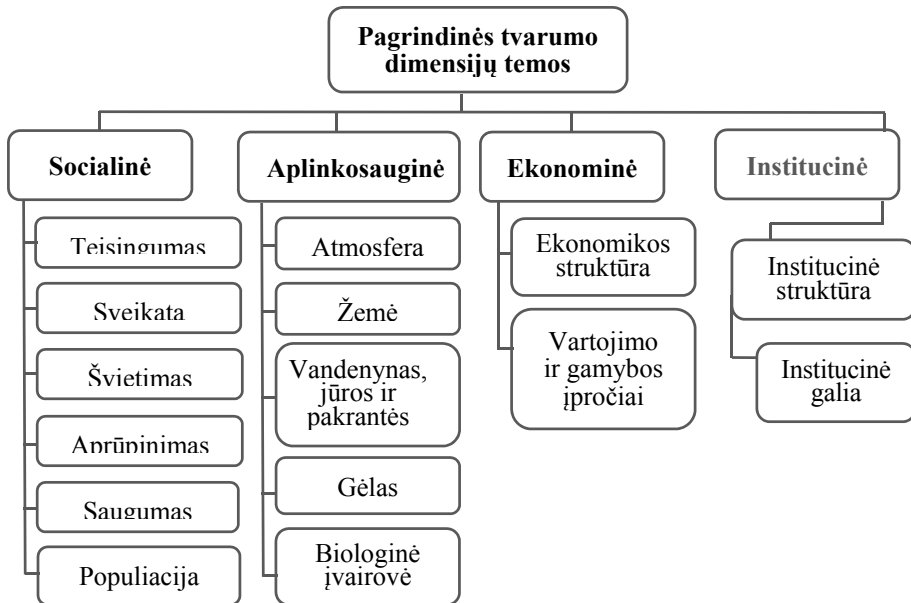 Pagrindinės tvarumo
dimensijų temos
Socialinė
Teisingumas
Sveikata
Švietimas
Aprūpinimas
Saugumas
Populiacija
Aplinkosauginė
Atmosfera
Žemė
Vandenynas,
jūros ir
pakrantės
Gėlas
Biologinė
įvairovė
Ekonominė
Ekonomikos
struktūra
Vartojimo
ir gamybos
įpročiai
Institucinė
Institucinė
struktūra
Institucinė
galia